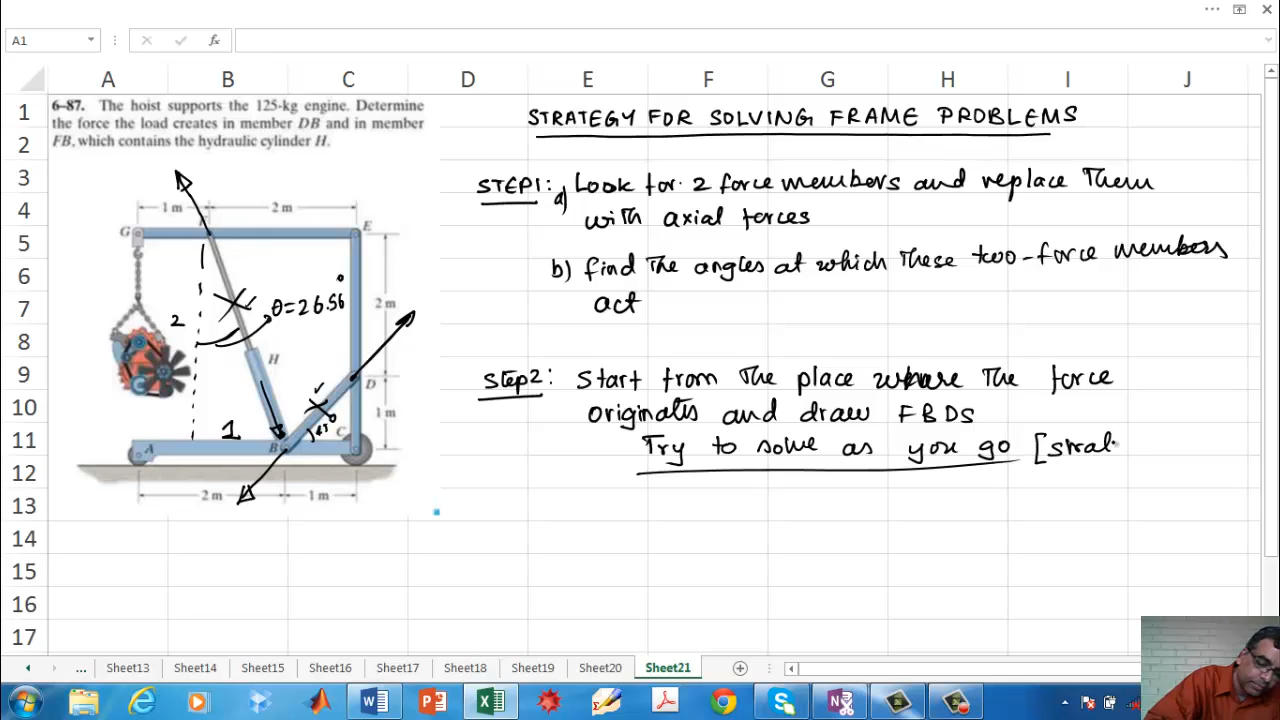 A1
fx
A B C D E F G H I J
1
2
3
4
5
6
7
8
9
10
11
12
13
14
15
16
17
6–87. The hoist supports the 125-kg engine. Determine
the force the load creates in member DB and in member
FB, which contains the hydraulic cylinder H.
1 m
2 m
G
E
θ=26.56°
2
2 m
H
D
45°
1 m
1
C
A
B
2 m
1 m
STRATEGY FOR SOLVING FRAME PROBLEMS
STEP1: a) Look for 2 force members and replace them
with axial forces
b) find the angles at which these two-force members
act
Step2: Start from the place where the force
originates and draw FBDs
Try to solve as you go [strat
... Sheet13 Sheet14 Sheet15 Sheet16 Sheet17 Sheet18 Sheet19 Sheet20 Sheet21